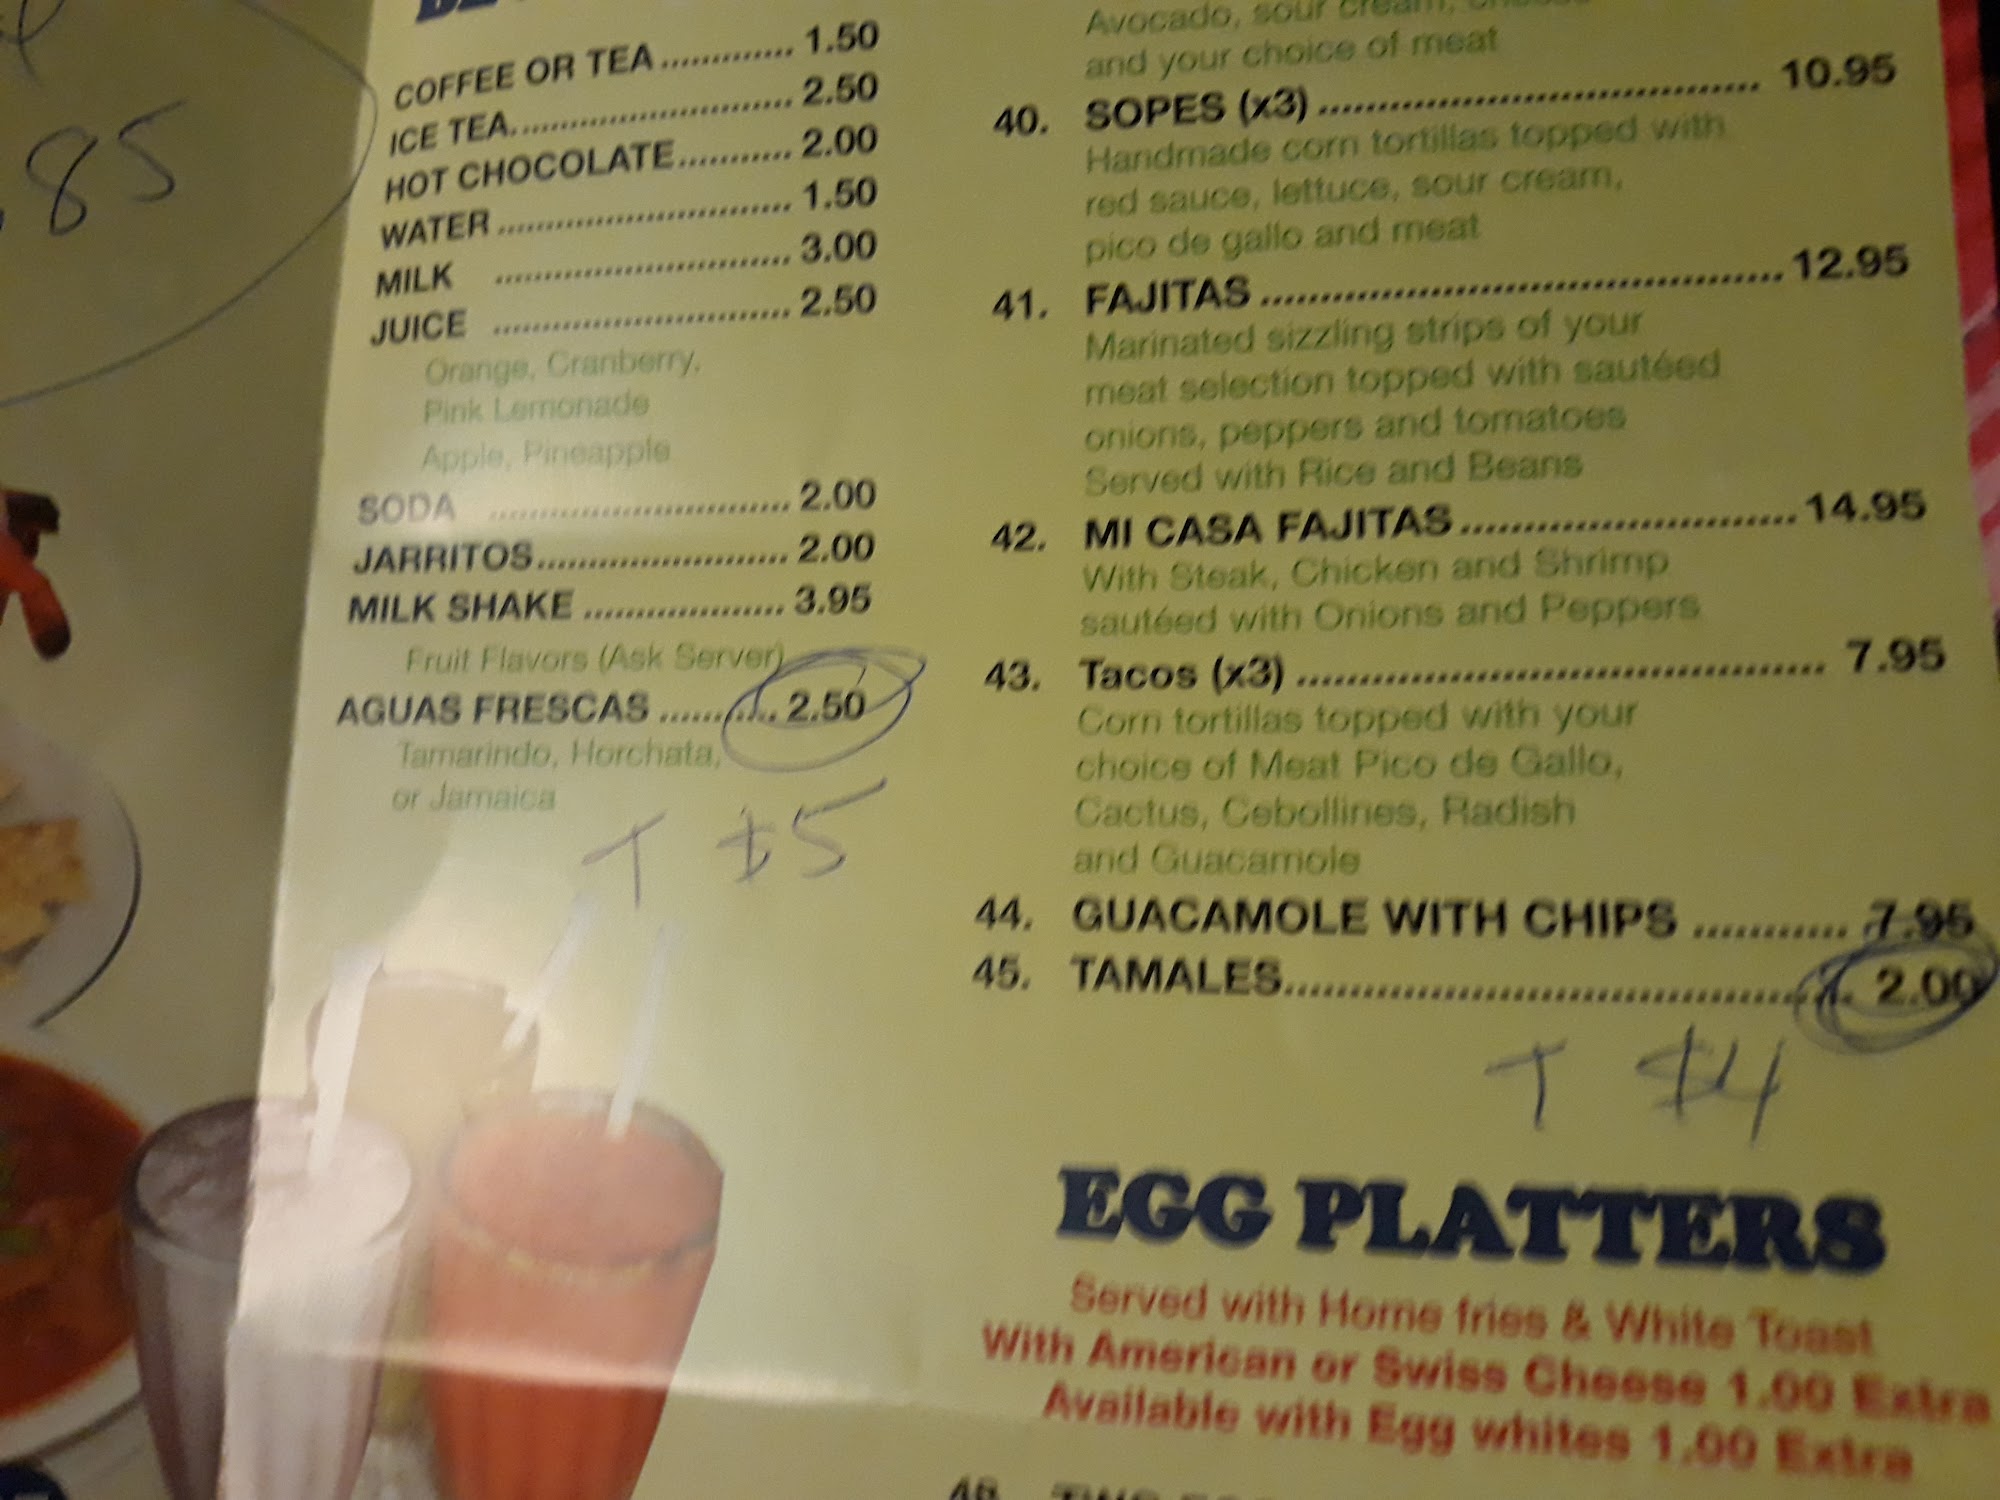 .85
COFFEE OR TEA ............. 1.50
ICE TEA............................ 2.50
HOT CHOCOLATE........... 2.00
WATER ............................. 1.50
MILK ............................. 3.00
JUICE ............................. 2.50
Orange, Cranberry,
Pink Lemonade
Apple, Pineapple
SODA ............................. 2.00
JARRITOS........................ 2.00
MILK SHAKE ................... 3.95
Fruit Flavors (Ask Server)
AGUAS FRESCAS ........... 2.50
Tamarindo, Horchata,
or Jamaica
T $5
Avocado, sour cream, cheese
and your choice of meat
40. SOPES (x3) ..................................... 10.95
Handmade corn tortillas topped with
red sauce, lettuce, sour cream,
pico de gallo and meat
41. FAJITAS ............................................ 12.95
Marinated sizzling strips of your
meat selection topped with sautéed
onions, peppers and tomatoes
Served with Rice and Beans
42. MI CASA FAJITAS ............................ 14.95
With Steak, Chicken and Shrimp
sautéed with Onions and Peppers
43. Tacos (x3) ............................................ 7.95
Corn tortillas topped with your
choice of Meat Pico de Gallo,
Cactus, Cebollines, Radish
and Guacamole
44. GUACAMOLE WITH CHIPS ............ 7.95
45. TAMALES............................................... 2.00
T $4
EGG PLATTERS
Served with Home fries & White Toast
With American or Swiss Cheese 1.00 Extra
Available with Egg whites 1.00 Extra